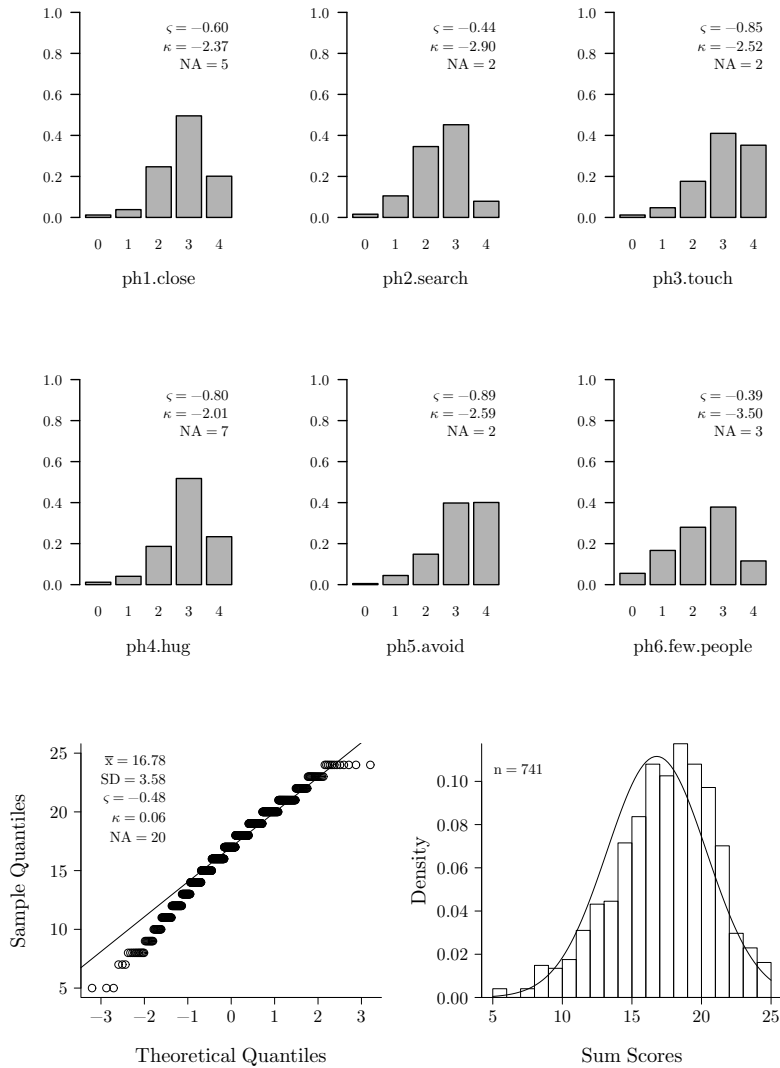 ς = −0.60
κ = −2.37
NA = 5
1.0
0.8
0.6
0.4
0.2
0.0
0 1 2 3 4
ph1.close
ς = −0.44
κ = −2.90
NA = 2
1.0
0.8
0.6
0.4
0.2
0.0
0 1 2 3 4
ph2.search
ς = −0.85
κ = −2.52
NA = 2
1.0
0.8
0.6
0.4
0.2
0.0
0 1 2 3 4
ph3.touch
ς = −0.80
κ = −2.01
NA = 7
1.0
0.8
0.6
0.4
0.2
0.0
0 1 2 3 4
ph4.hug
ς = −0.89
κ = −2.59
NA = 2
1.0
0.8
0.6
0.4
0.2
0.0
0 1 2 3 4
ph5.avoid
ς = −0.39
κ = −3.50
NA = 3
1.0
0.8
0.6
0.4
0.2
0.0
0 1 2 3 4
ph6.few.people
x̅ = 16.78
SD = 3.58
ς = −0.48
κ = 0.06
NA = 20
25
20
15
10
5
Sample Quantiles
−3 −2 −1 0 1 2 3
Theoretical Quantiles
n = 741
0.10
0.08
0.06
0.04
0.02
0.00
Density
5 10 15 20 25
Sum Scores